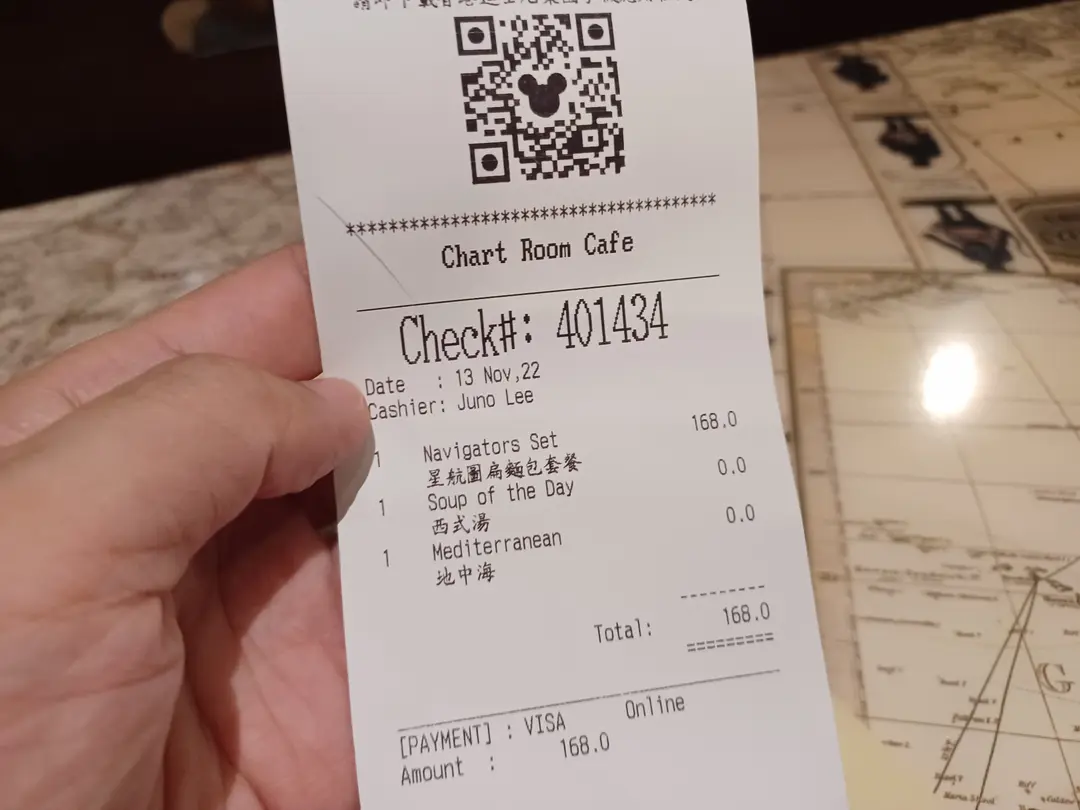 ************************************
Chart Room Cafe
Check#: 401434
Date : 13 Nov,22
Cashier: Juno Lee
1 Navigators Set 168.0
星航圖扁麵包套餐
1 Soup of the Day 0.0
西式湯
1 Mediterranean 0.0
地中海
---------
Total: 168.0
=========
[PAYMENT] : VISA Online
Amount : 168.0
G